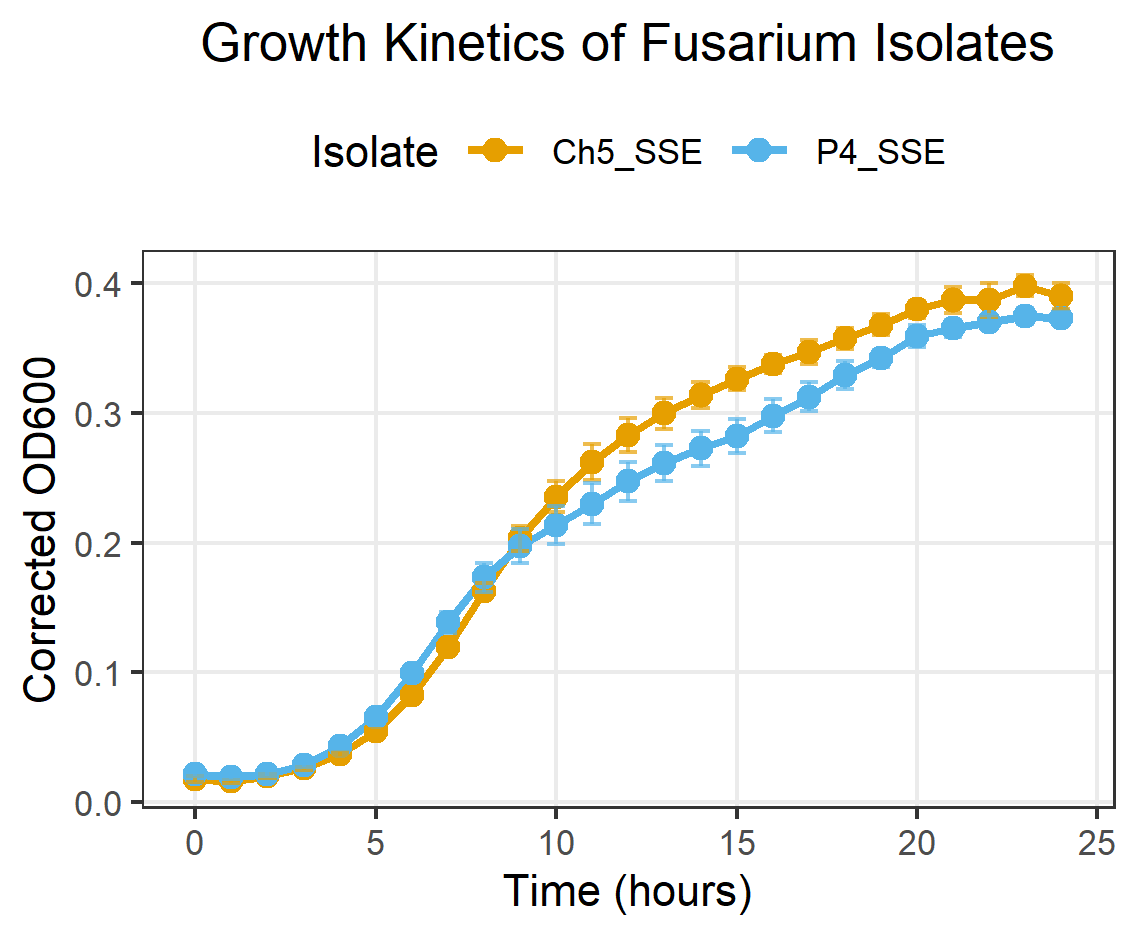 Growth Kinetics of Fusarium Isolates
Isolate Ch5_SSE P4_SSE
0.4
0.3
0.2
0.1
0.0
Corrected OD600
0 5 10 15 20 25
Time (hours)